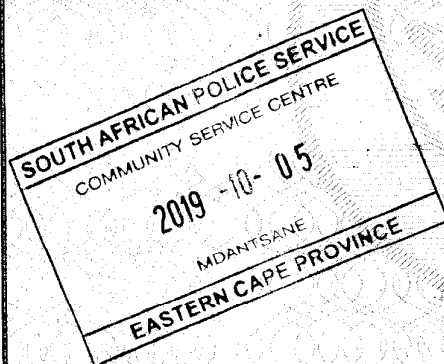 SOUTH AFRICAN POLICE SERVICE
COMMUNITY SERVICE CENTRE
2019 -10- 05
MDANTSANE
EASTERN CAPE PROVINCE